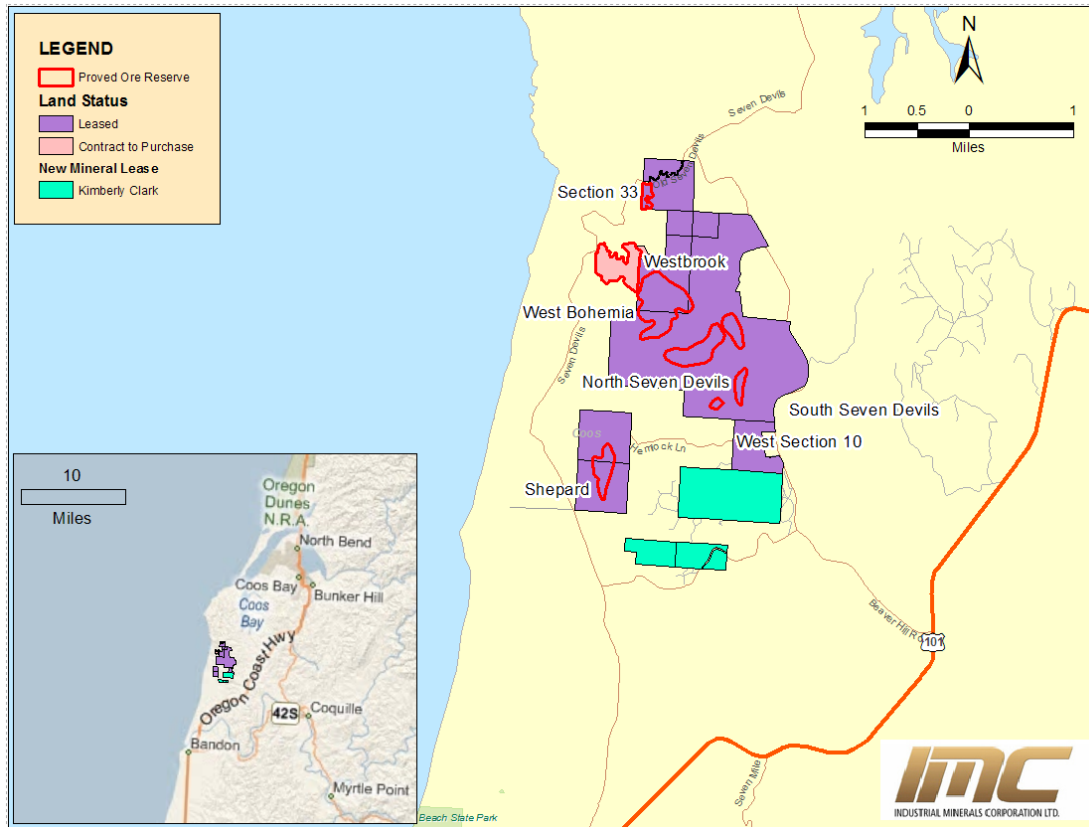 LEGEND
Proved Ore Reserve
Land Status
Leased
Contract to Purchase
New Mineral Lease
Kimberly Clark
N
1 0.5 0 1
Miles
Seven Devils
Old Seven Devils
Section 33
Westbrook
West Bohemia
Seven Devils
North Seven Devils
South Seven Devils
Coos
Hemlock Ln
West Section 10
Shepard
Beaver Hill Rd
101
Seven Mile
Beach State Park
10
Miles
Oregon
Dunes
N.R.A.
North Bend
Coos Bay
Bunker Hill
Coos
Bay
Oregon Coast Hwy
42S
Coquille
Bandon
Myrtle Point
IMC
INDUSTRIAL MINERALS CORPORATION LTD.